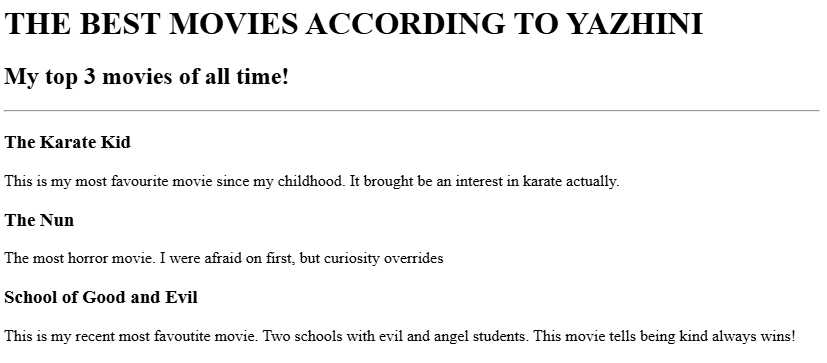 THE BEST MOVIES ACCORDING TO YAZHINI
My top 3 movies of all time!
The Karate Kid
This is my most favourite movie since my childhood. It brought be an interest in karate actually.
The Nun
The most horror movie. I were afraid on first, but curiosity overrides
School of Good and Evil
This is my recent most favoutite movie. Two schools with evil and angel students. This movie tells being kind always wins!